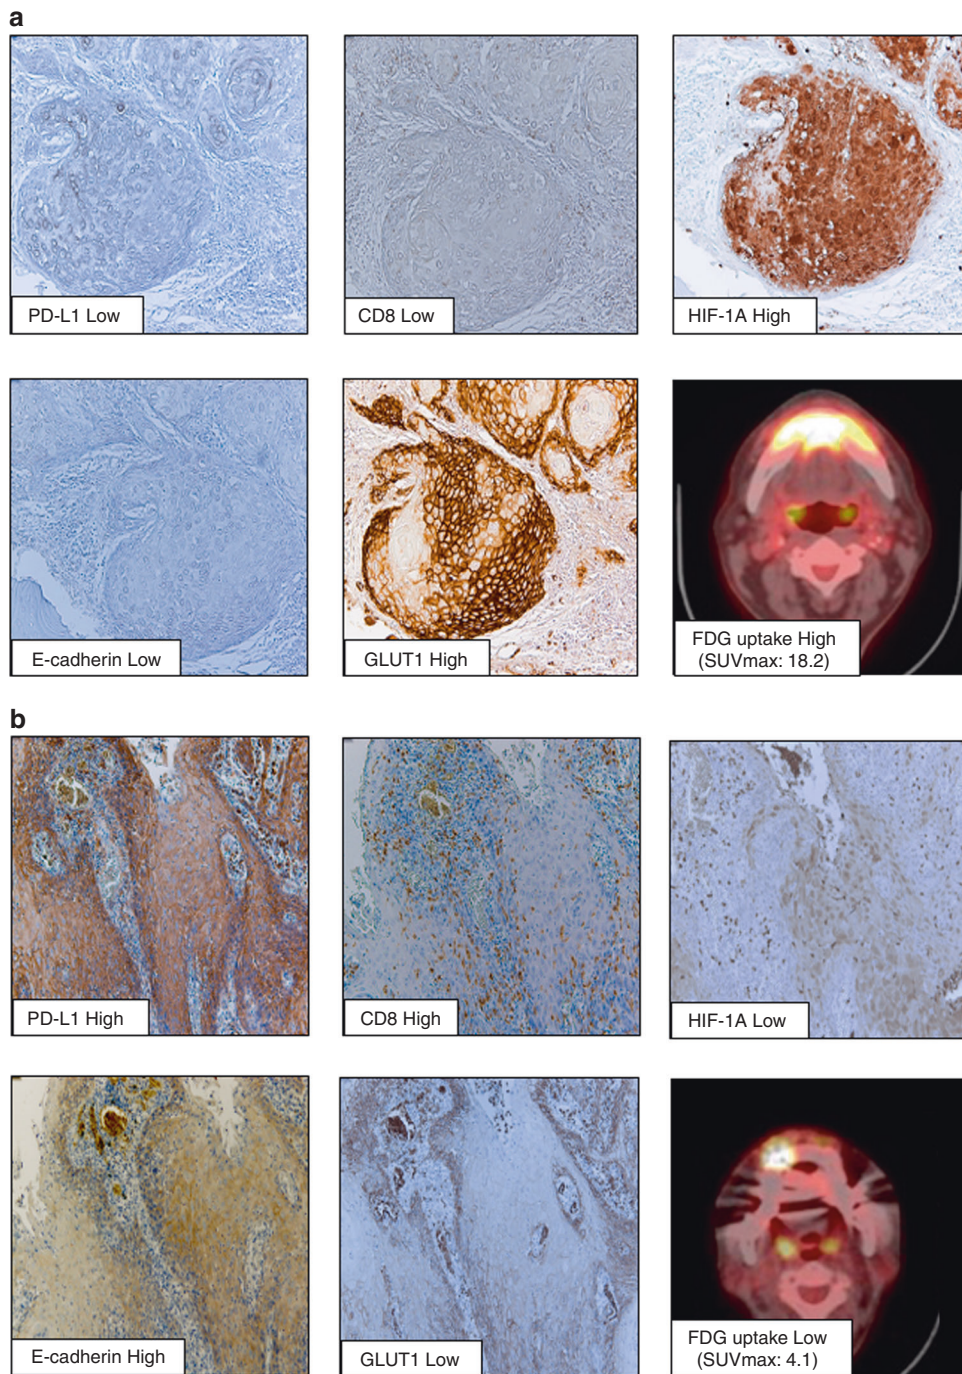 a
PD-L1 Low
CD8 Low
HIF-1A High
E-cadherin Low
GLUT1 High
FDG uptake High
(SUVmax: 18.2)
b
PD-L1 High
CD8 High
HIF-1A Low
E-cadherin High
GLUT1 Low
FDG uptake Low
(SUVmax: 4.1)